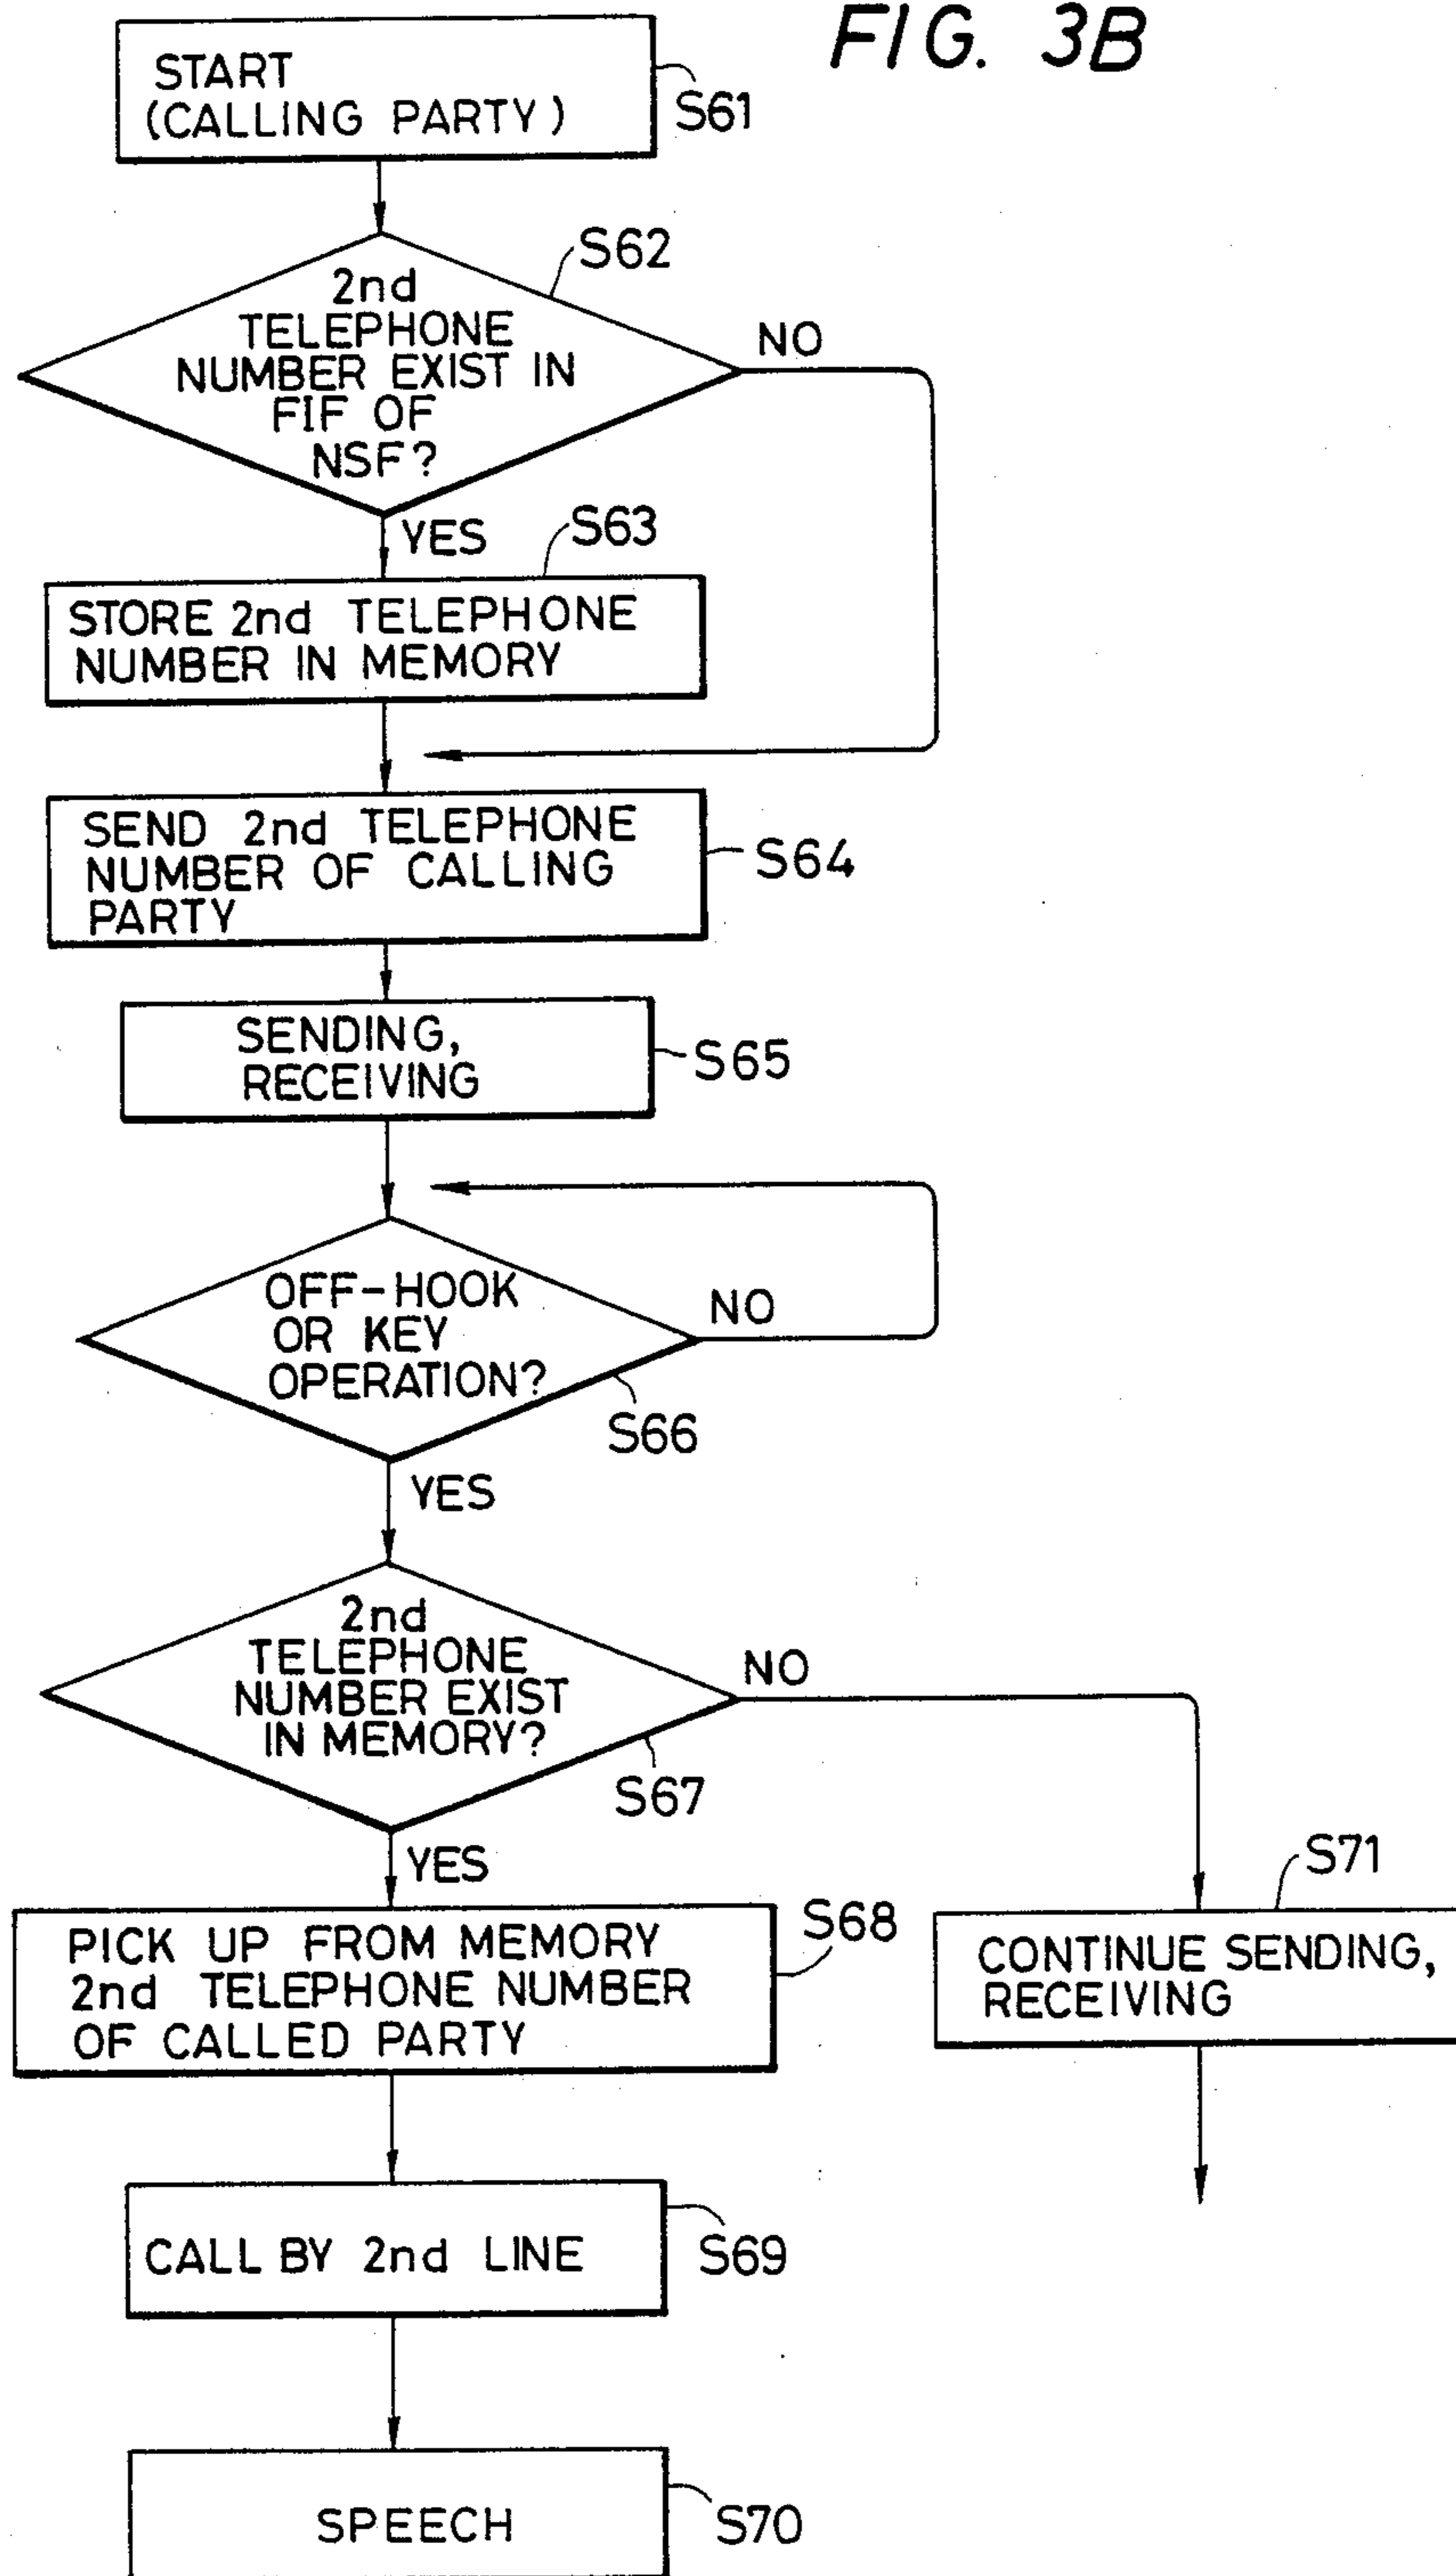 FIG. 3B
START
(CALLING PARTY)
S61
S62
2nd
TELEPHONE
NUMBER EXIST IN
FIF OF
NSF?
NO
YES
S63
STORE 2nd TELEPHONE
NUMBER IN MEMORY
SEND 2nd TELEPHONE
NUMBER OF CALLING
PARTY
S64
SENDING,
RECEIVING
S65
OFF-HOOK
OR KEY
OPERATION?
NO
S66
YES
2nd
TELEPHONE
NUMBER EXIST
IN MEMORY?
NO
S67
YES
S68
PICK UP FROM MEMORY
2nd TELEPHONE NUMBER
OF CALLED PARTY
S71
CONTINUE SENDING,
RECEIVING
CALL BY 2nd LINE
S69
SPEECH
S70